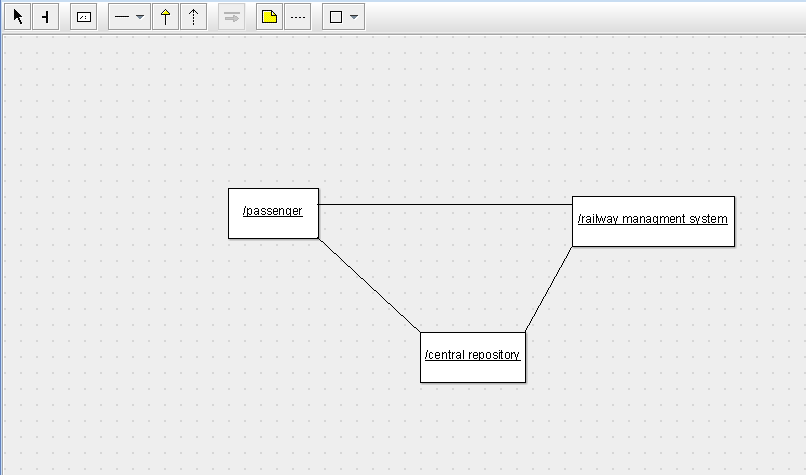 /passenger
/railway managment system
/central repository